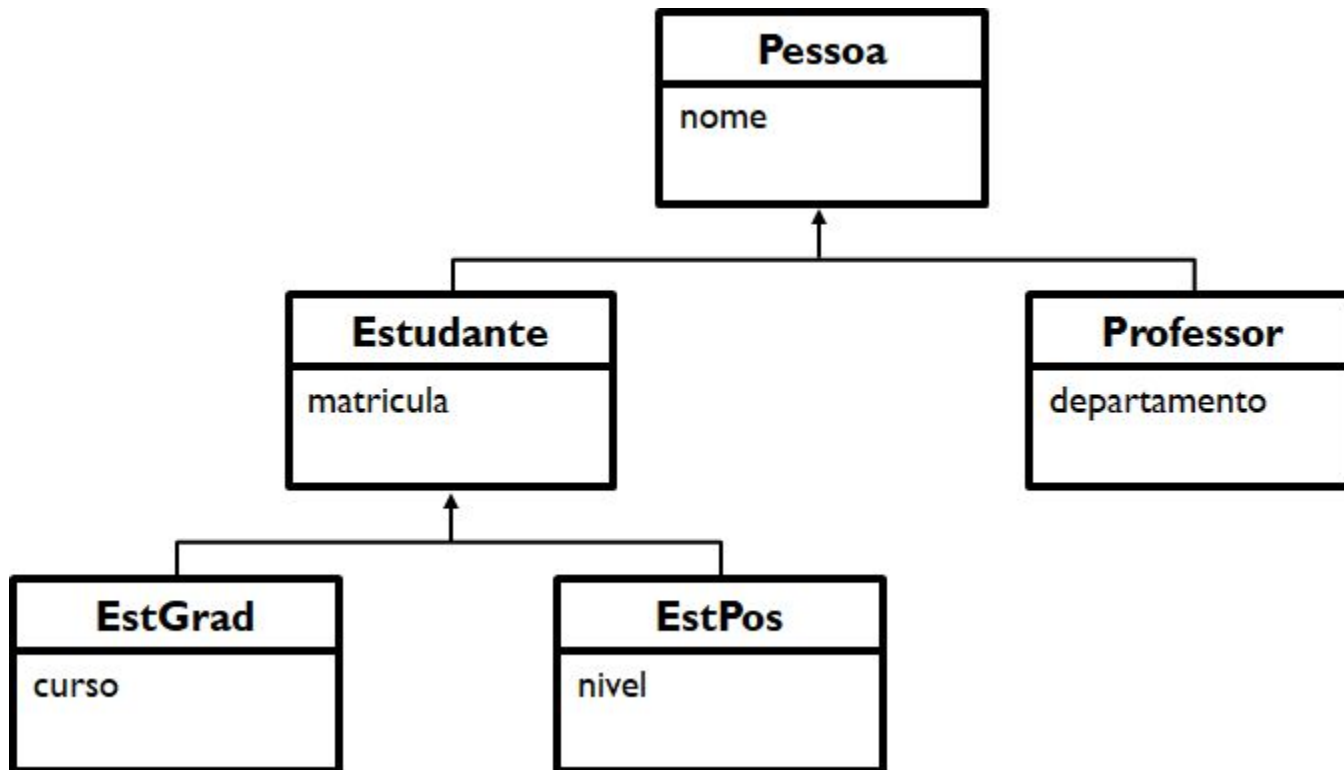 Pessoa
nome
Estudante
matricula
Professor
departamento
EstGrad
curso
EstPos
nivel